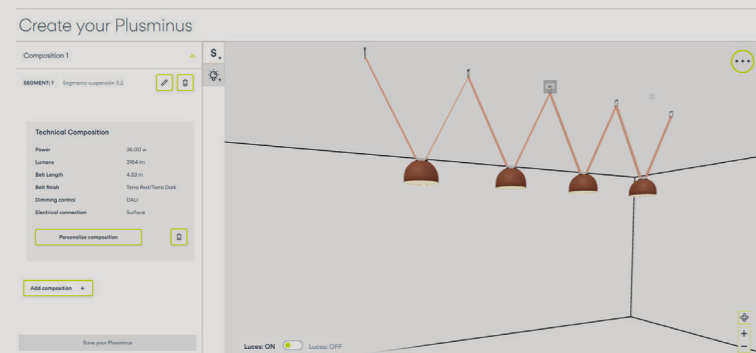 Create your Plusminus
Composition 1
SEGMENT: 1 Segmento suspensión S.2
Technical Composition
Power 36.00 w
Lumens 3164 lm
Belt Length 4.53 m
Belt finish Terra Red/Terra Dark
Dimming control DALI
Electrical connection Surface
Personalize composition
Add composition +
Save your Plusminus
S
Luces: ON Luces: OFF